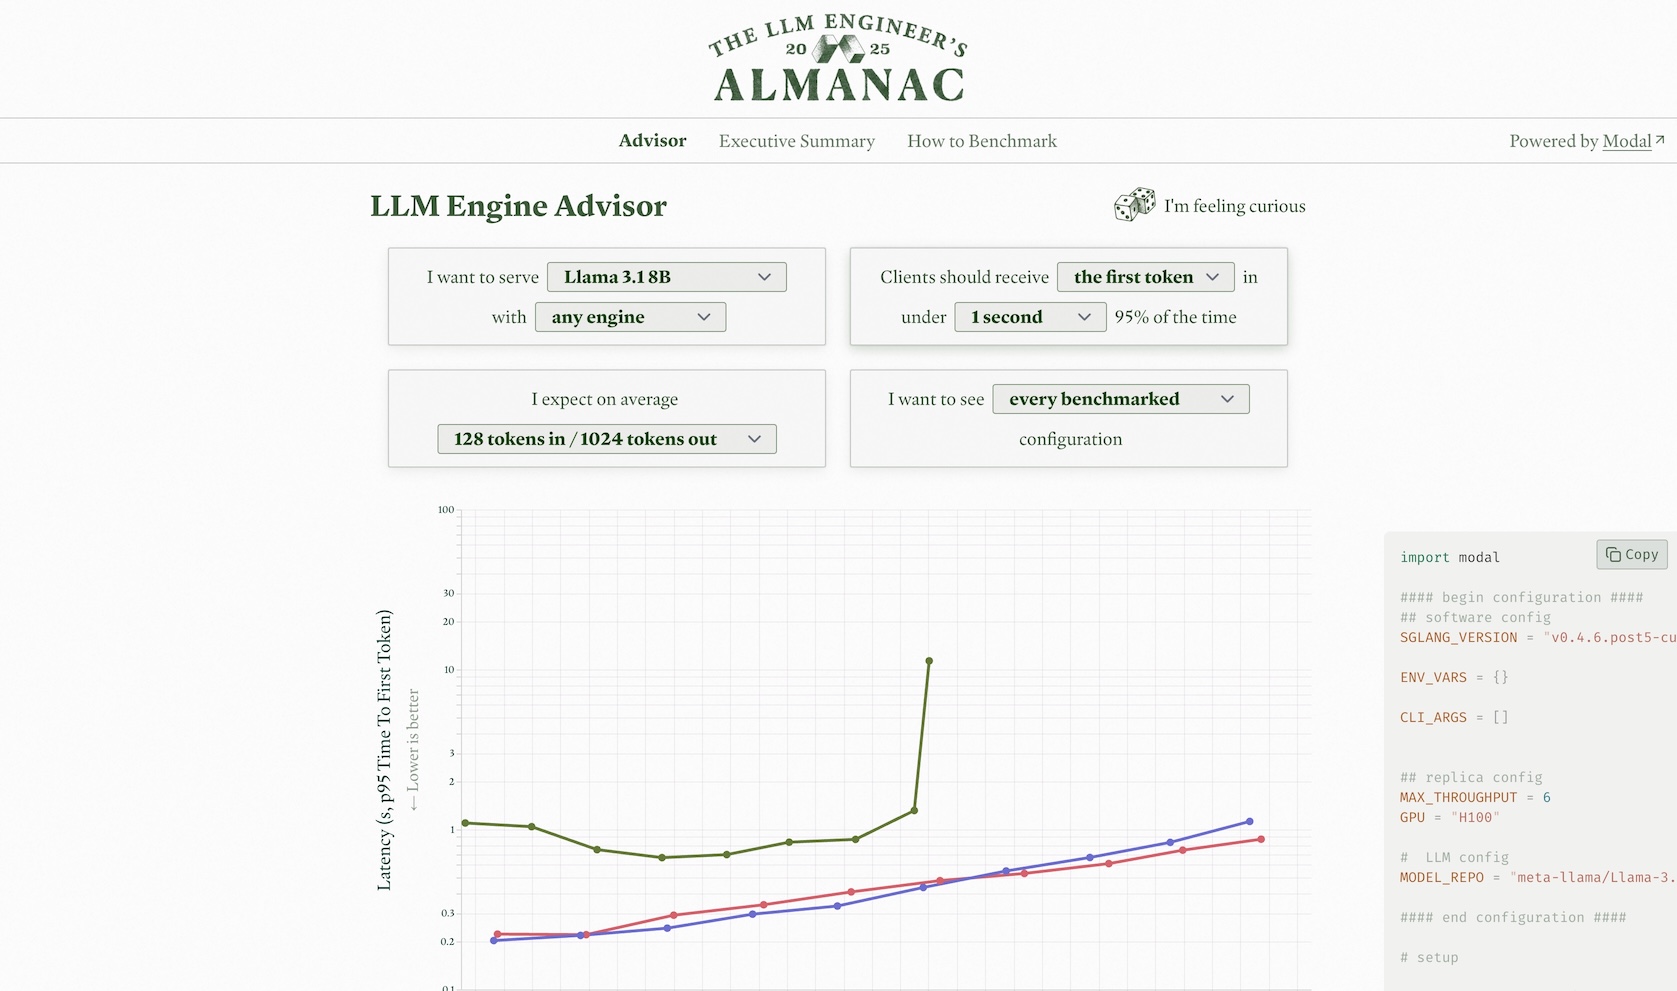 THE LLM ENGINEER'S
20 25
ALMANAC
Advisor Executive Summary How to Benchmark Powered by Modal
LLM Engine Advisor
I'm feeling curious
I want to serve Llama 3.1 8B
with any engine
Clients should receive the first token in
under 1 second 95% of the time
I expect on average
128 tokens in / 1024 tokens out
I want to see every benchmarked
configuration
Latency (s, p95 Time To First Token)
← Lower is better
100
30
20
10
3
2
1
0.3
0.2
0.1
Copy
import modal
#### begin configuration ####
## software config
SGLANG_VERSION = "v0.4.6.post5-cu
ENV_VARS = {}
CLI_ARGS = []
## replica config
MAX_THROUGHPUT = 6
GPU = "H100"
# LLM config
MODEL_REPO = "meta-llama/Llama-3.
#### end configuration ####
# setup